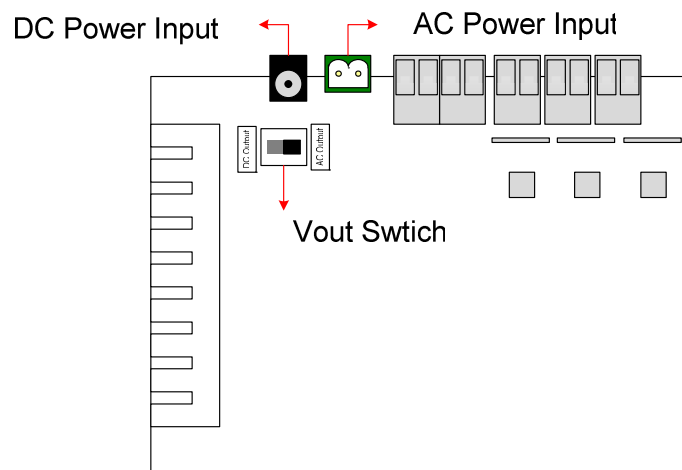 DC Power Input
AC Power Input
DC Output
AC Output
Vout Swtich